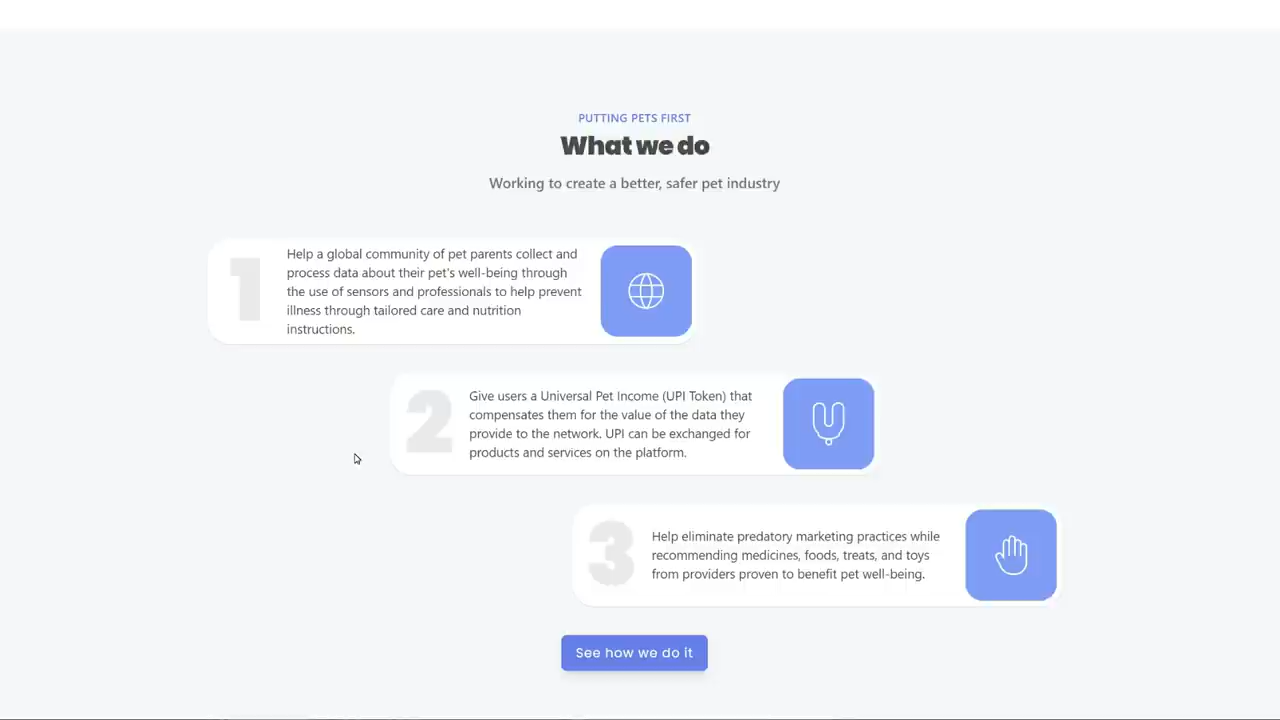 PUTTING PETS FIRST
What we do
Working to create a better, safer pet industry
1
Help a global community of pet parents collect and
process data about their pet's well-being through
the use of sensors and professionals to help prevent
illness through tailored care and nutrition
instructions.
2
Give users a Universal Pet Income (UPI Token) that
compensates them for the value of the data they
provide to the network. UPI can be exchanged for
products and services on the platform.
3
Help eliminate predatory marketing practices while
recommending medicines, foods, treats, and toys
from providers proven to benefit pet well-being.
See how we do it